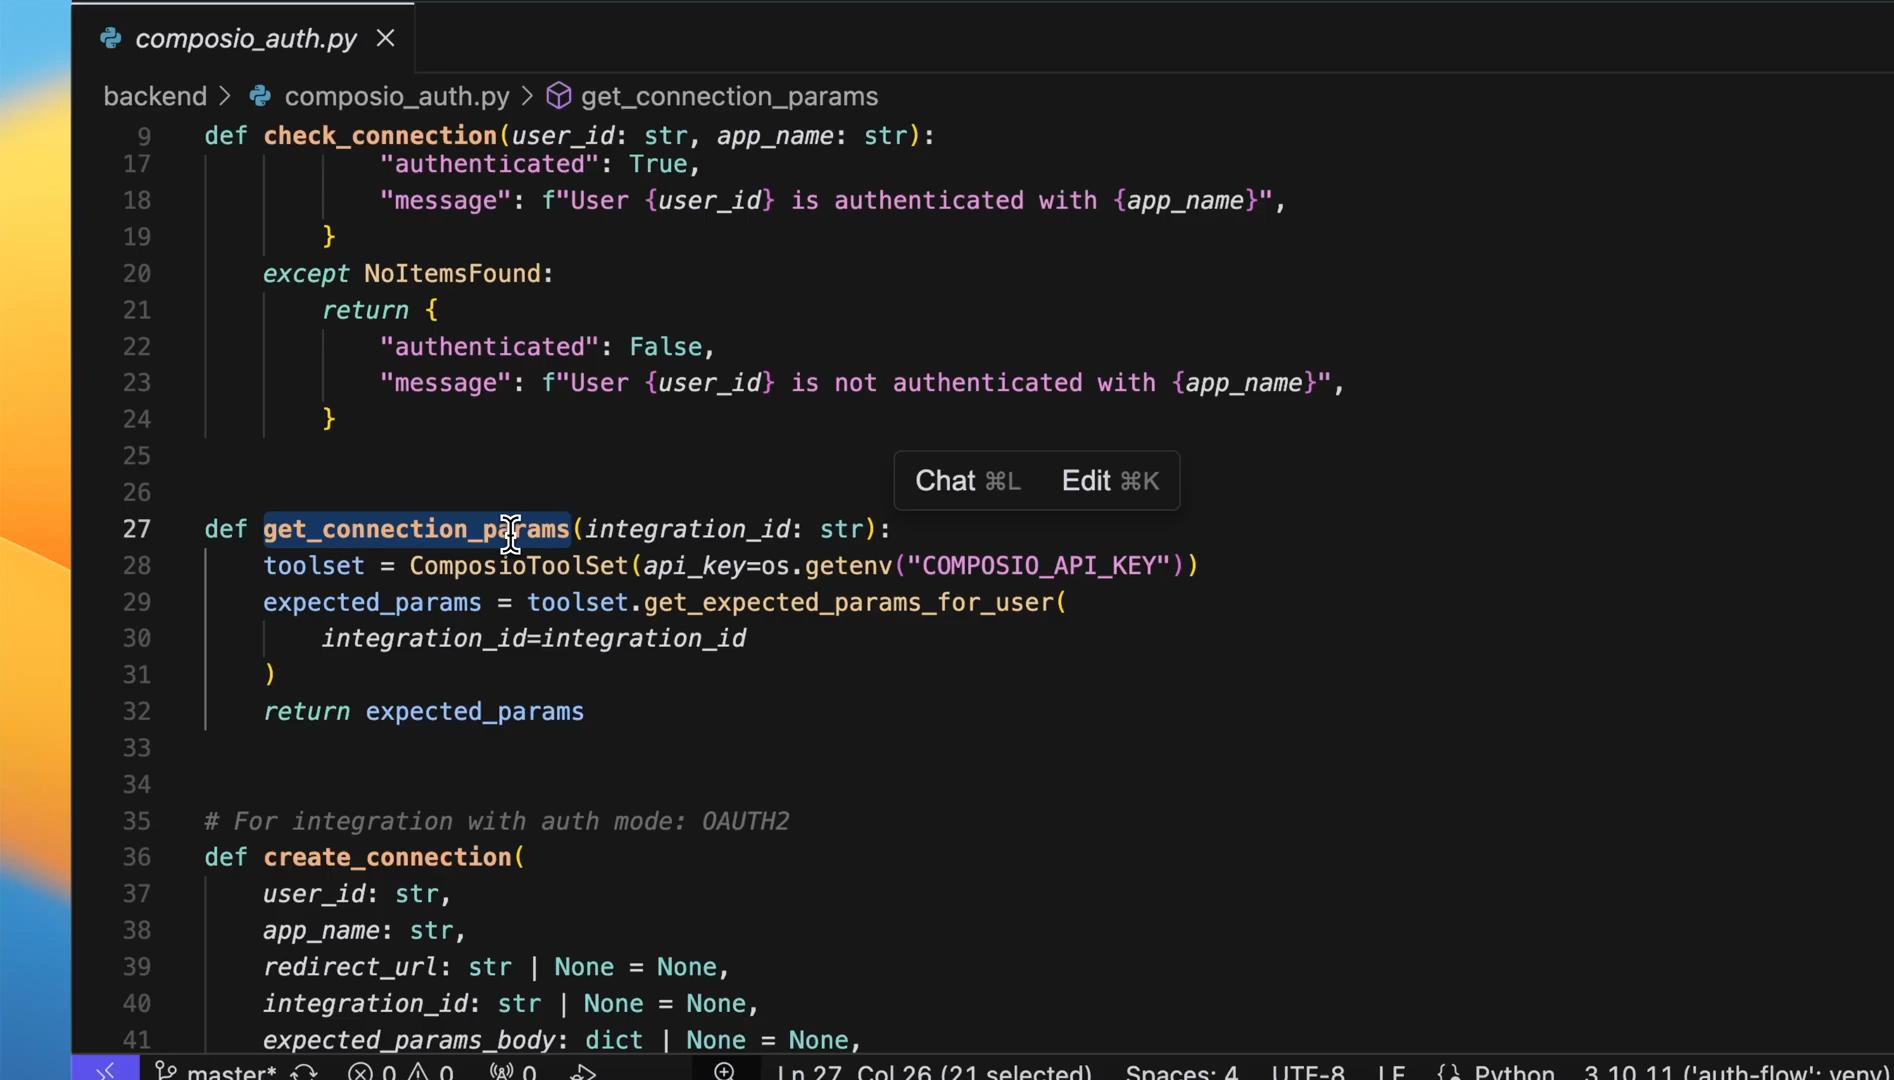 composio_auth.py
backend > composio_auth.py > get_connection_params
9 def check_connection(user_id: str, app_name: str):
17 "authenticated": True,
18 "message": f"User {user_id} is authenticated with {app_name}",
19 }
20 except NoItemsFound:
21 return {
22 "authenticated": False,
23 "message": f"User {user_id} is not authenticated with {app_name}",
24 }
25
Chat ⌘L Edit ⌘K
26
27 def get_connection_params(integration_id: str):
28 toolset = ComposioToolSet(api_key=os.getenv("COMPOSIO_API_KEY"))
29 expected_params = toolset.get_expected_params_for_user(
30 integration_id=integration_id
31 )
32 return expected_params
33
34
35 # For integration with auth mode: OAUTH2
36 def create_connection(
37 user_id: str,
38 app_name: str,
39 redirect_url: str | None = None,
40 integration_id: str | None = None,
41 expected_params_body: dict | None = None,
master* 0 0 0 Ln 27, Col 26 (21 selected) Spaces: 4 UTF-8 LF {} Python 3.10.11 ('auth-flow': venv)